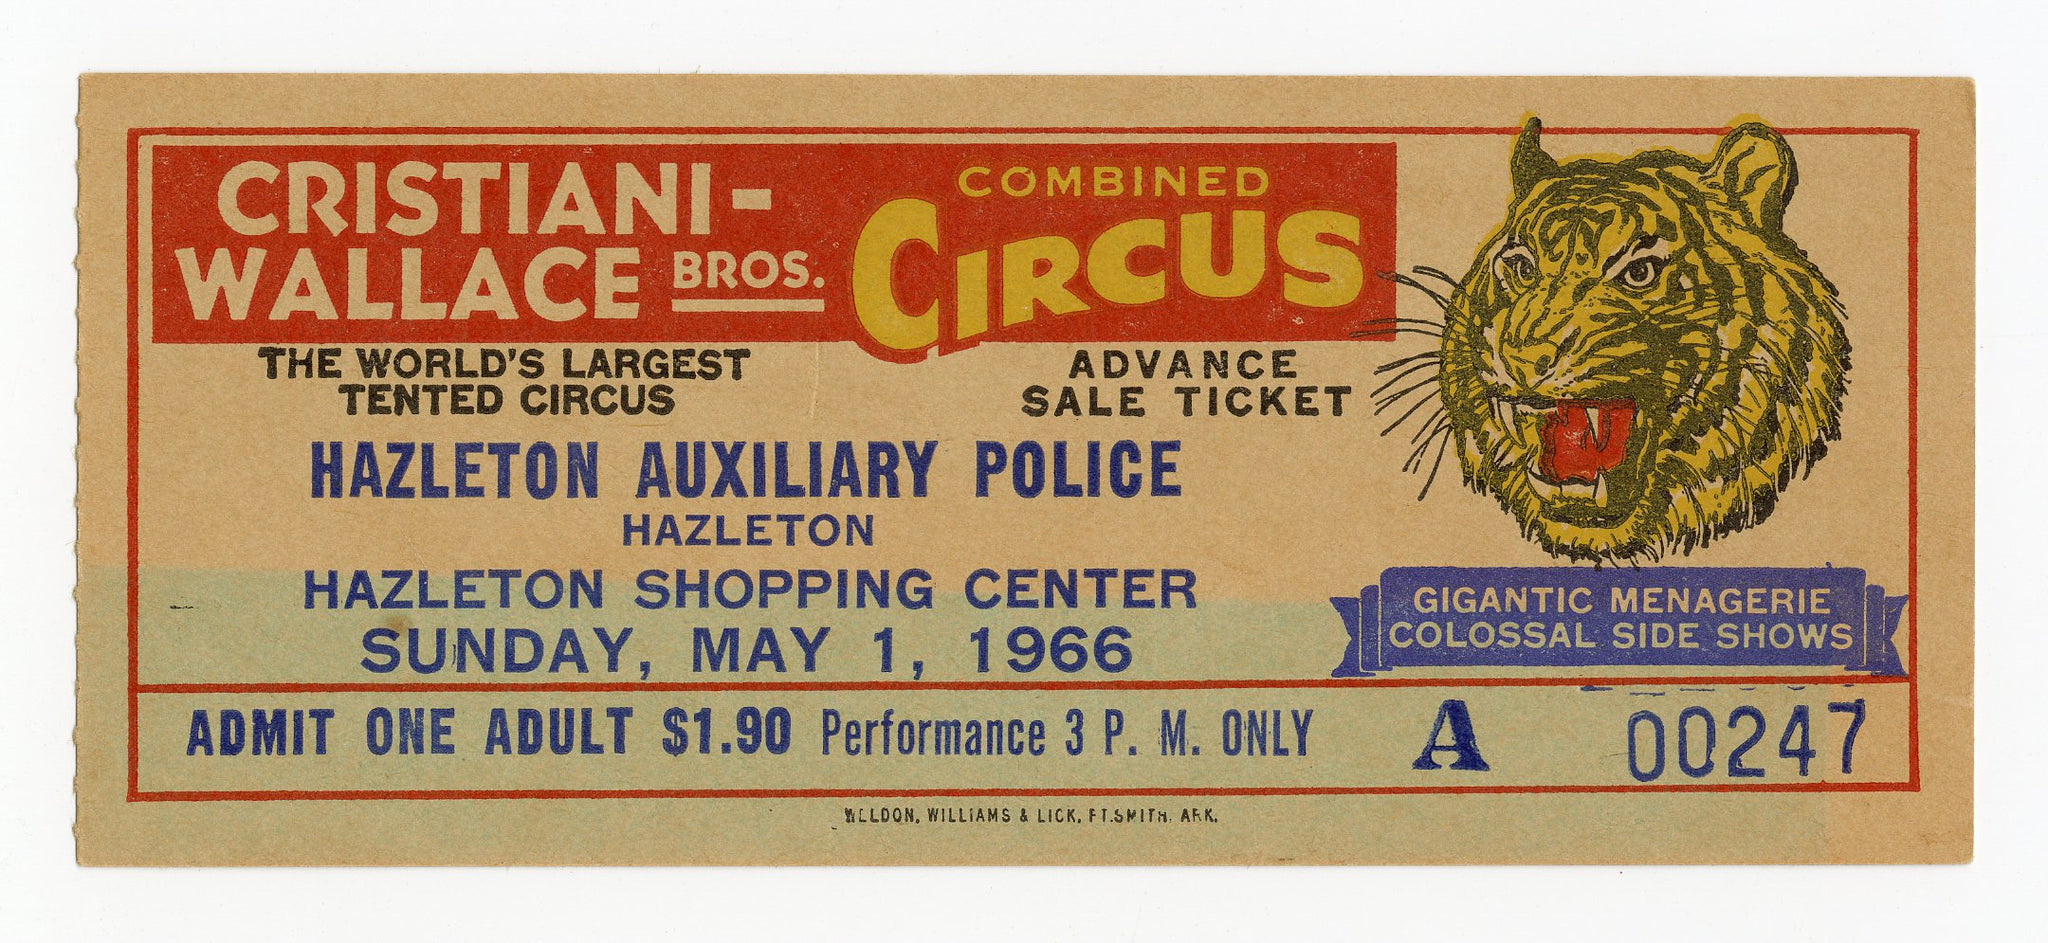 CRISTIANI-
WALLACE BROS.
COMBINED
CIRCUS
THE WORLD'S LARGEST
TENTED CIRCUS
ADVANCE
SALE TICKET
HAZLETON AUXILIARY POLICE
HAZLETON
HAZLETON SHOPPING CENTER
SUNDAY, MAY 1, 1966
GIGANTIC MENAGERIE
COLOSSAL SIDE SHOWS
ADMIT ONE ADULT $1.90 Performance 3 P. M. ONLY
A 00247
WELDON, WILLIAMS & LICK, FT.SMITH, ARK.